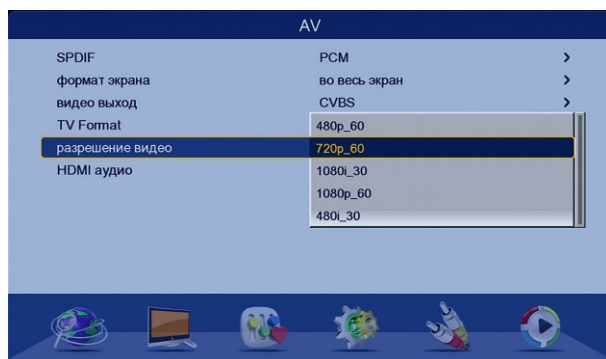 AV
SPDIF PCM >
формат экрана во весь экран >
видео выход CVBS >
TV Format 480p_60
разрешение видео 720p_60
HDMI аудио 1080i_30
1080p_60
480i_30